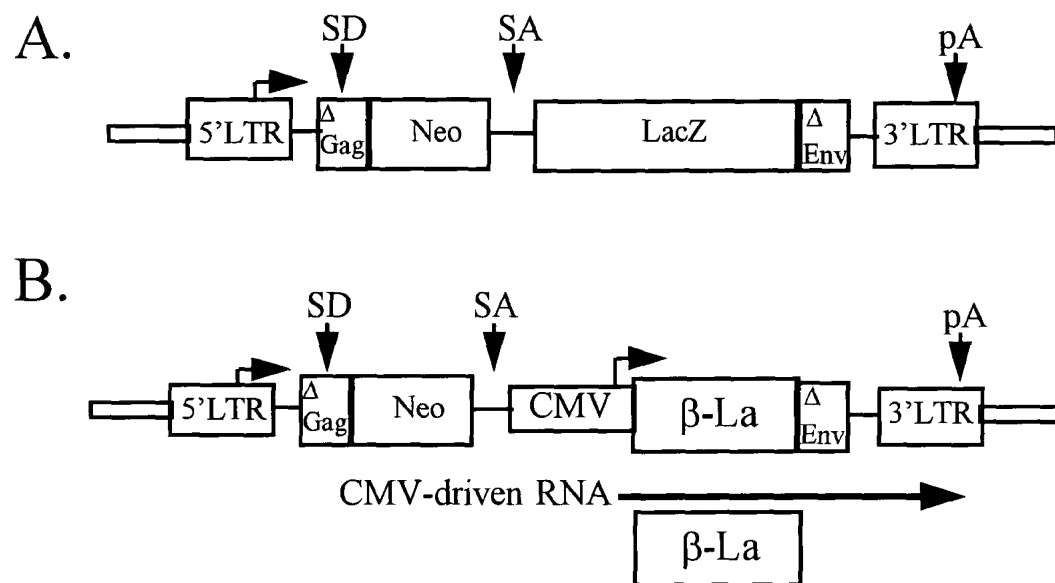 A.
SD
SA
pA
5'LTR
Δ
Gag
Neo
LacZ
Δ
Env
3'LTR
B.
SD
SA
pA
5'LTR
Δ
Gag
Neo
CMV
β-La
Δ
Env
3'LTR
CMV-driven RNA
β-La